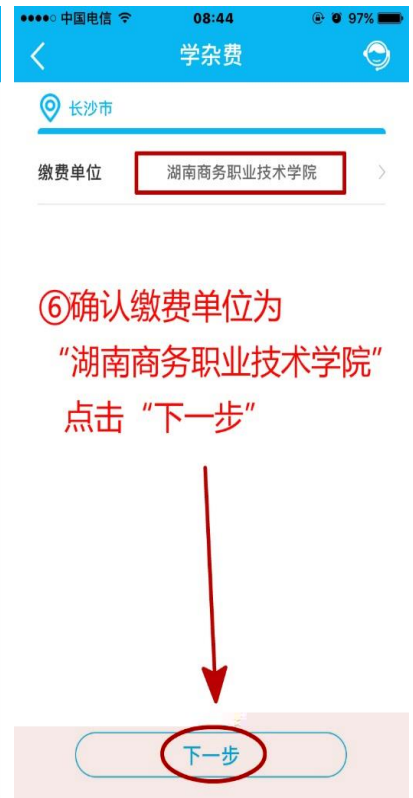 ●●●●○ 中国电信 08:44 97%
学杂费
长沙市
缴费单位 湖南商务职业技术学院
⑥确认缴费单位为
“湖南商务职业技术学院”
点击“下一步”
下一步